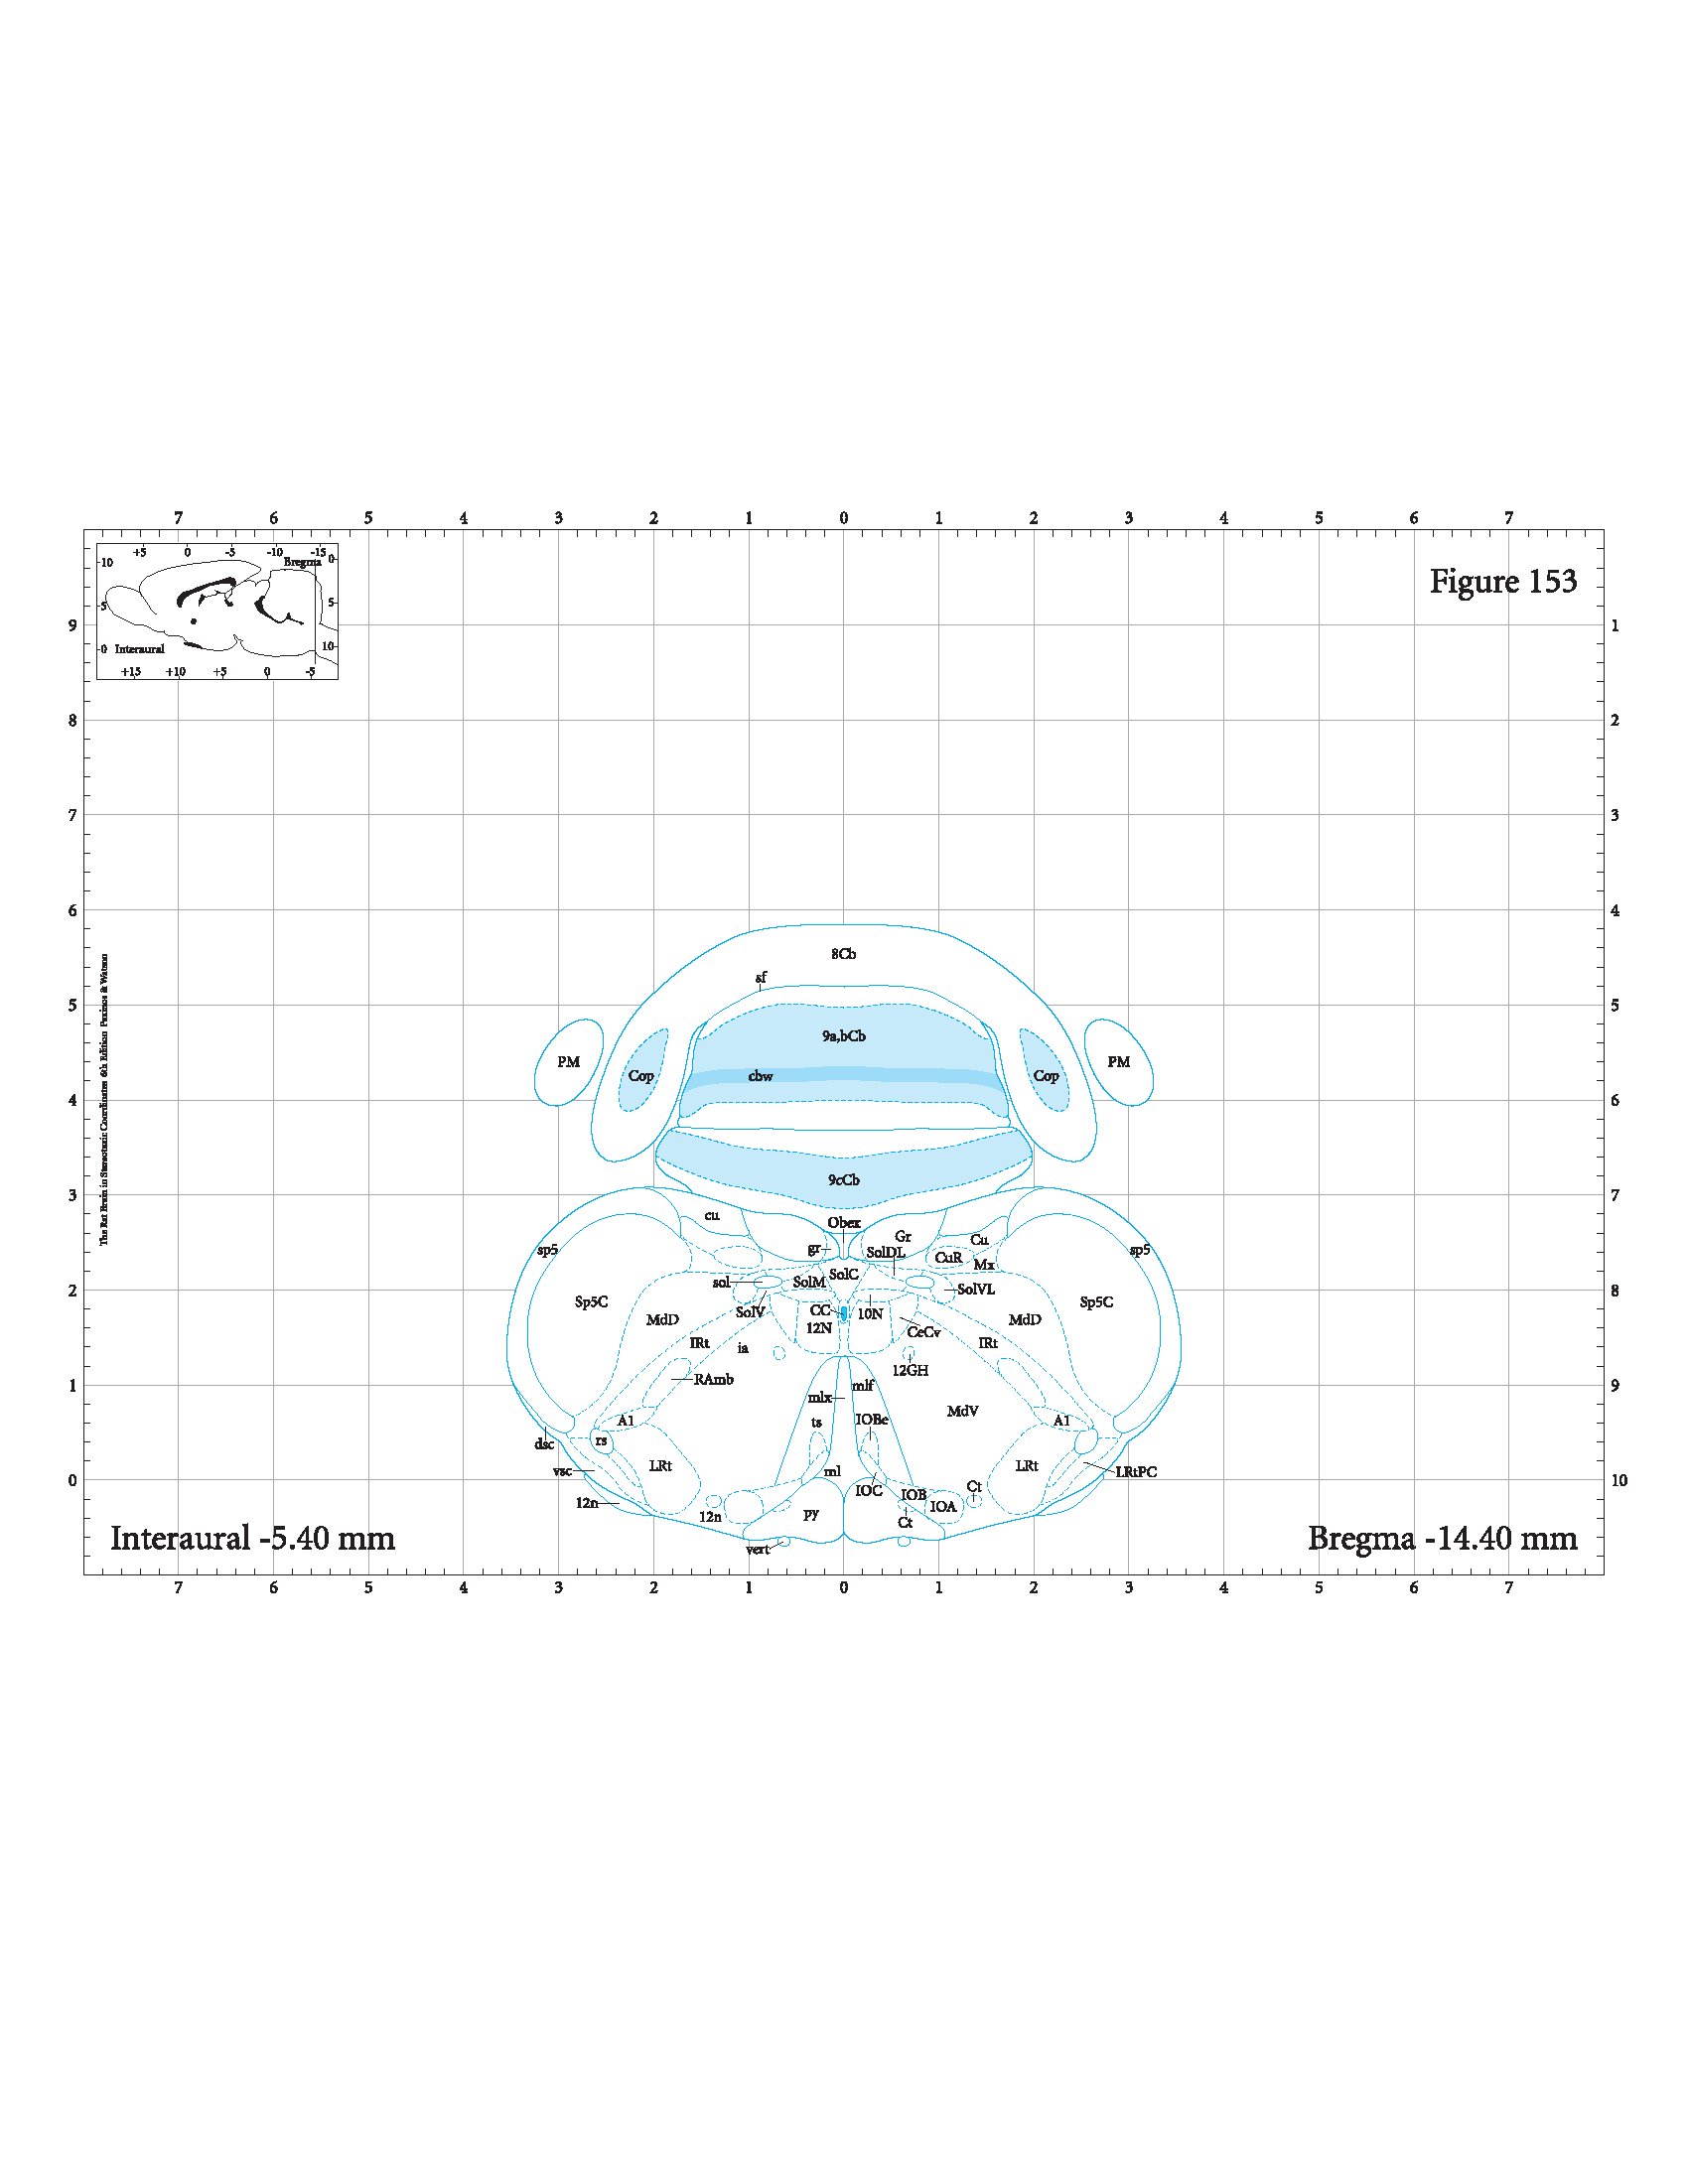 7 6 5 4 3 2 1 0 1 2 3 4 5 6 7
+5 0 -5 -10 -15
Bregma 0
10
5 5
0 Interaural 10
+15 +10 +5 0 -5
Figure 153
9 1
8 2
7 3
6 4
8Cb
sf
5 5
9a,bCb
PM PM
Cop cbw Cop
4 6
9cCb
3 7
cu Obex Gr Cu
sp5 gr SolDL CuR sp5
Mx
SolC
sol SolM SolVL
2 8
Sp5C SolV CC 10N Sp5C
MdD 12N CeCv MdD
IRt ia IRt
12GH
RAmb mlf
1 9
mlx
A1 ts IOBe MdV A1
rs
dsc
LRt ml LRt
vsc LRtPC
0 10
IOC IOB Ct
12n IOA
12n py Ct
vert
Interaural -5.40 mm Bregma -14.40 mm
7 6 5 4 3 2 1 0 1 2 3 4 5 6 7
The Rat Brain in Stereotaxic Coordinates 6th Edition Paxinos & Watson